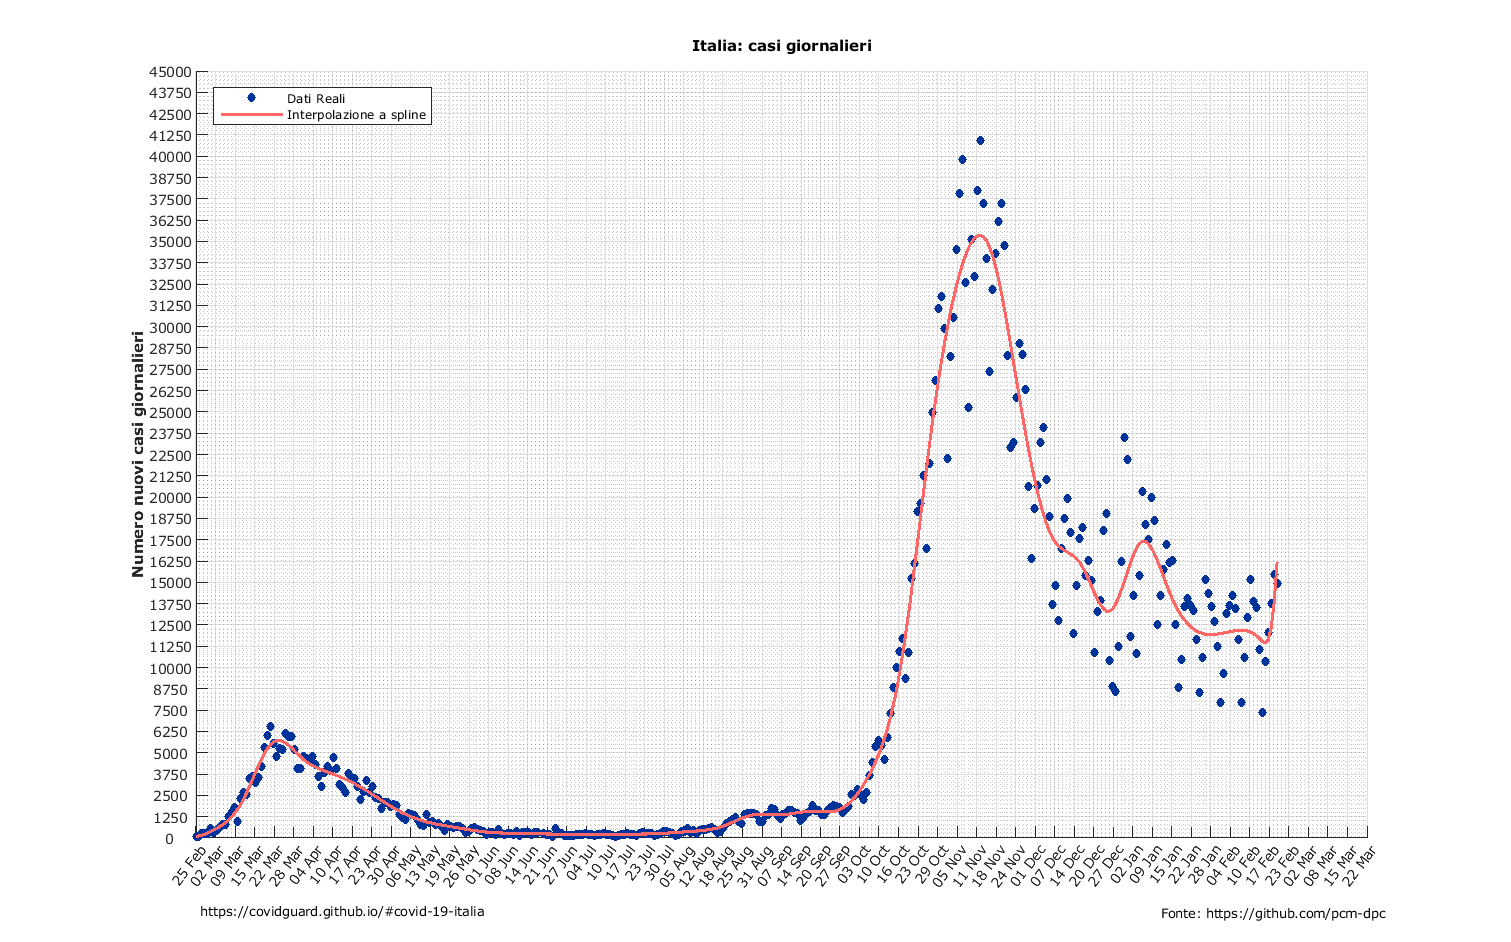 Italia: casi giornalieri
Dati Reali
Interpolazione a spline
Numero nuovi casi giornalieri
45000
43750
42500
41250
40000
38750
37500
36250
35000
33750
32500
31250
30000
28750
27500
26250
25000
23750
22500
21250
20000
18750
17500
16250
15000
13750
12500
11250
10000
8750
7500
6250
5000
3750
2500
1250
0
25 Feb
02 Mar
09 Mar
15 Mar
22 Mar
28 Mar
04 Apr
10 Apr
17 Apr
23 Apr
30 Apr
06 May
13 May
19 May
26 May
01 Jun
08 Jun
14 Jun
21 Jun
27 Jun
04 Jul
10 Jul
17 Jul
23 Jul
30 Jul
05 Aug
12 Aug
18 Aug
25 Aug
31 Aug
07 Sep
14 Sep
20 Sep
27 Sep
03 Oct
10 Oct
16 Oct
23 Oct
29 Oct
05 Nov
11 Nov
18 Nov
24 Nov
01 Dec
07 Dec
14 Dec
20 Dec
27 Dec
02 Jan
09 Jan
15 Jan
22 Jan
28 Jan
04 Feb
10 Feb
17 Feb
23 Feb
02 Mar
08 Mar
15 Mar
22 Mar
https://covidguard.github.io/#covid-19-italia
Fonte: https://github.com/pcm-dpc